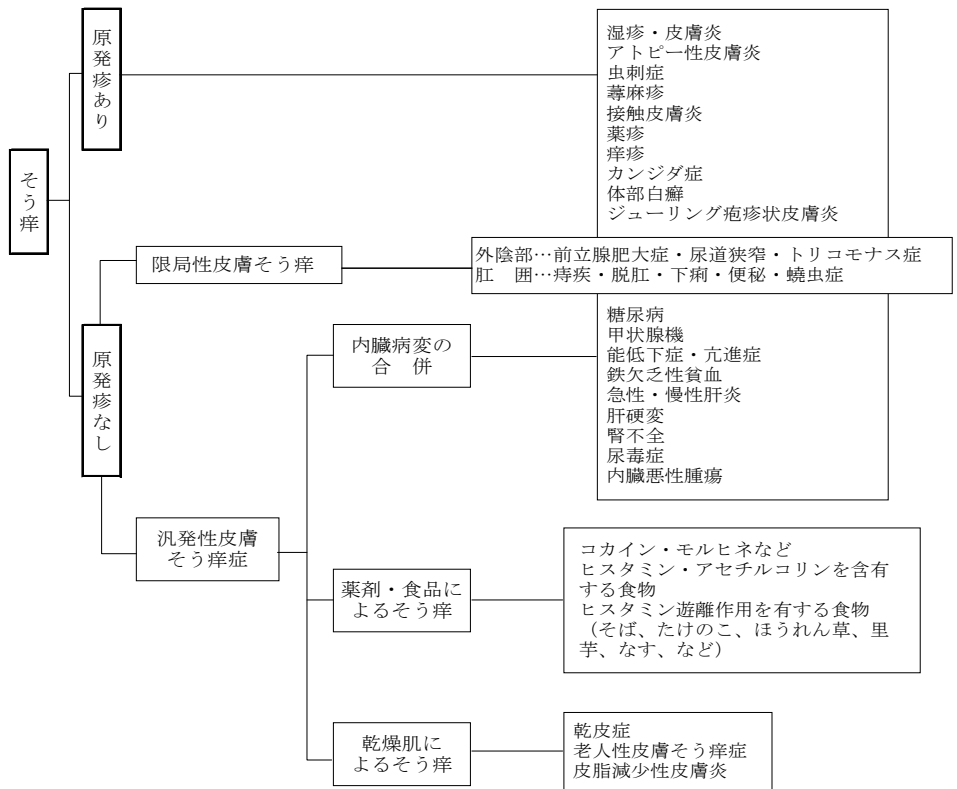 そう痒
原発疹あり
湿疹・皮膚炎
アトピー性皮膚炎
虫刺症
蕁麻疹
接触皮膚炎
薬疹
痒疹
カンジダ症
体部白癬
ジューリング疱疹状皮膚炎
原発疹なし
限局性皮膚そう痒
外陰部…前立腺肥大症・尿道狭窄・トリコモナス症
肛　囲…痔疾・脱肛・下痢・便秘・蟯虫症
汎発性皮膚
そう痒症
内臓病変の
合　併
糖尿病
甲状腺機
能低下症・亢進症
鉄欠乏性貧血
急性・慢性肝炎
肝硬変
腎不全
尿毒症
内臓悪性腫瘍
薬剤・食品に
よるそう痒
コカイン・モルヒネなど
ヒスタミン・アセチルコリンを含有
する食物
ヒスタミン遊離作用を有する食物
（そば、たけのこ、ほうれん草、里
芋、なす、など）
乾燥肌に
よるそう痒
乾皮症
老人性皮膚そう痒症
皮脂減少性皮膚炎